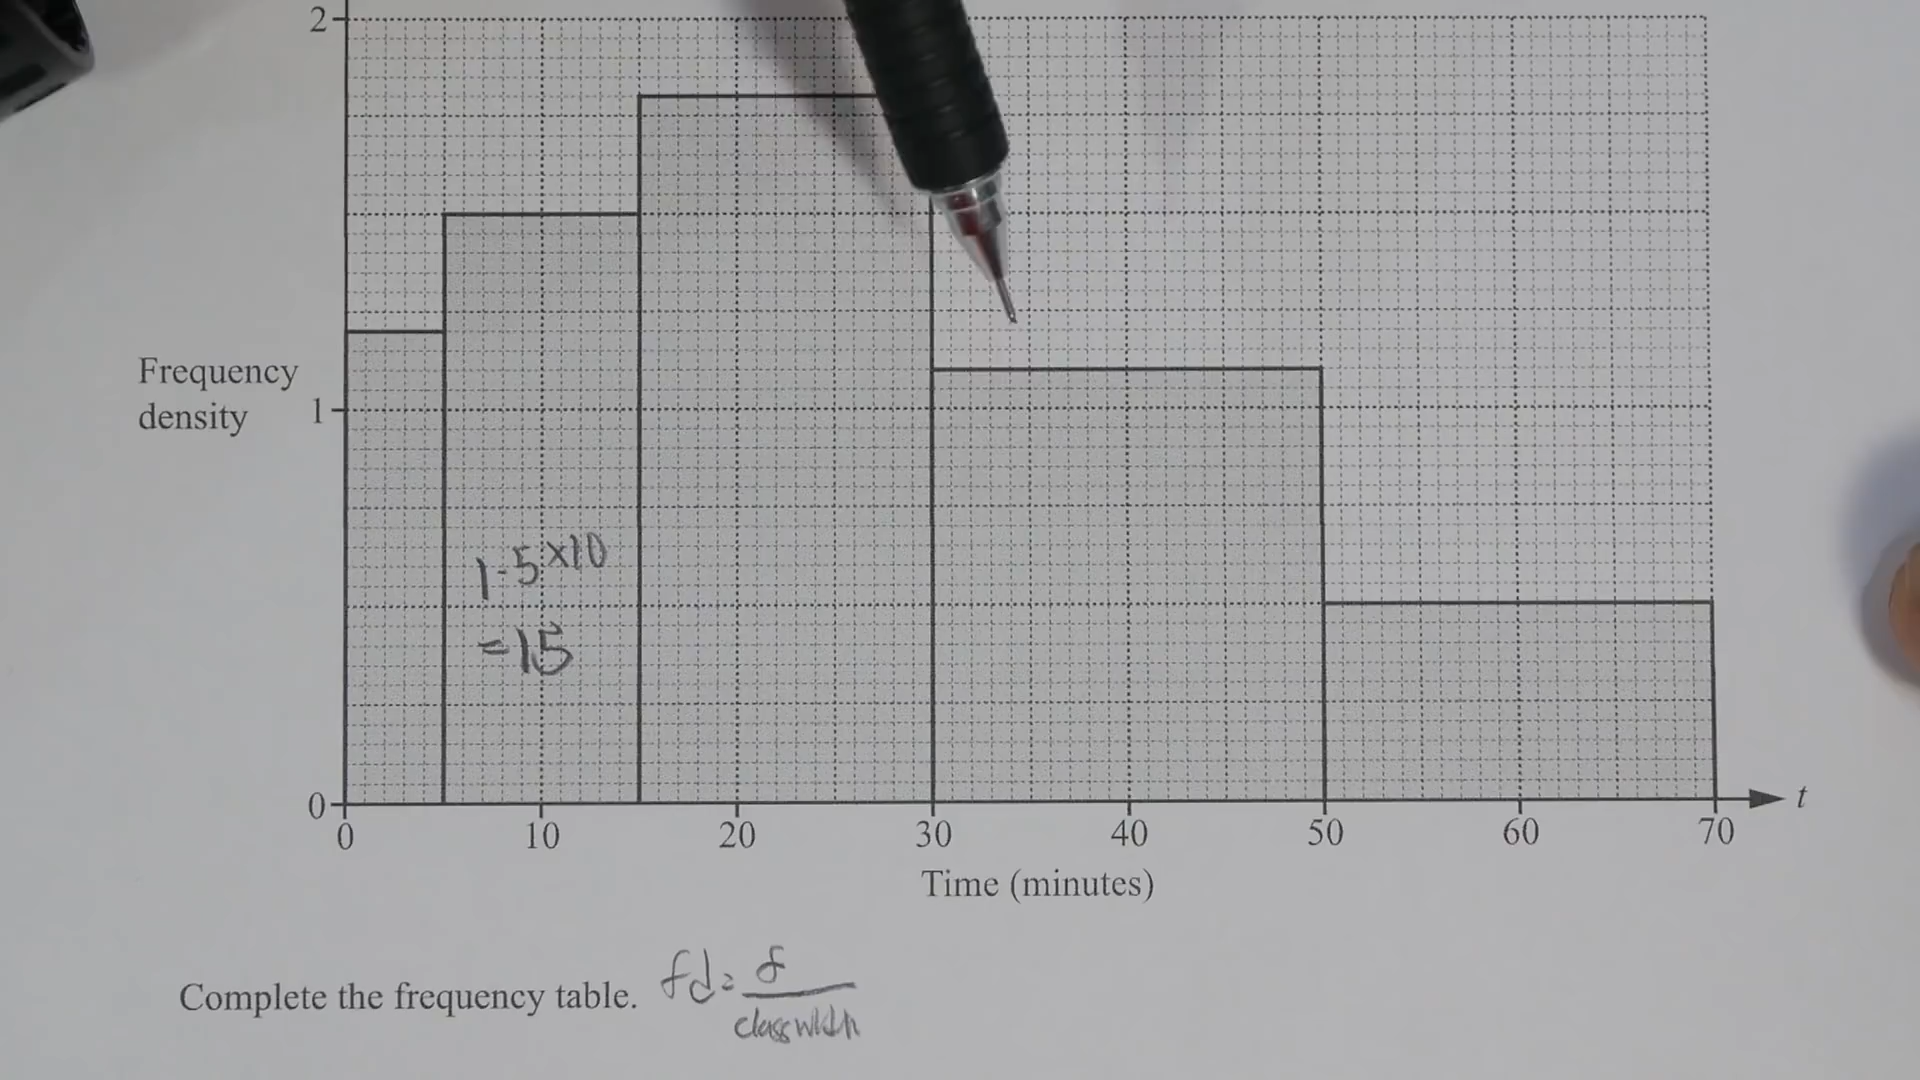 2
Frequency
density
1
1.5×10
=15
0
0 10 20 30 40 50 60 70 t
Time (minutes)
Complete the frequency table. fd = f
class width